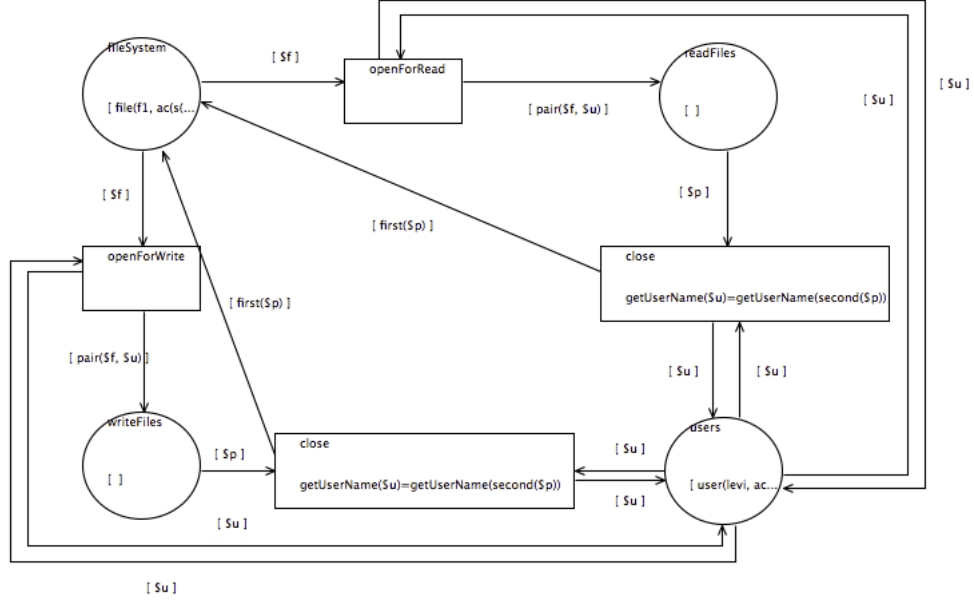 fileSystem
[ $f ]
openForRead
readFiles
[ $u ]
[ $u ]
[ file(f1, ac(s(...
[ pair($f, $u) ]
[ ]
[ $f ]
[ $p ]
[ first($p) ]
openForWrite
close
[ first($p) ]
getUserName($u)=getUserName(second($p))
[ pair($f, $u) ]
[ $u ]
[ $u ]
writeFiles
users
[ $p ]
close
[ $u ]
[ ]
getUserName($u)=getUserName(second($p))
[ user(levi, ac...
[ $u ]
[ $u ]
[ $u ]